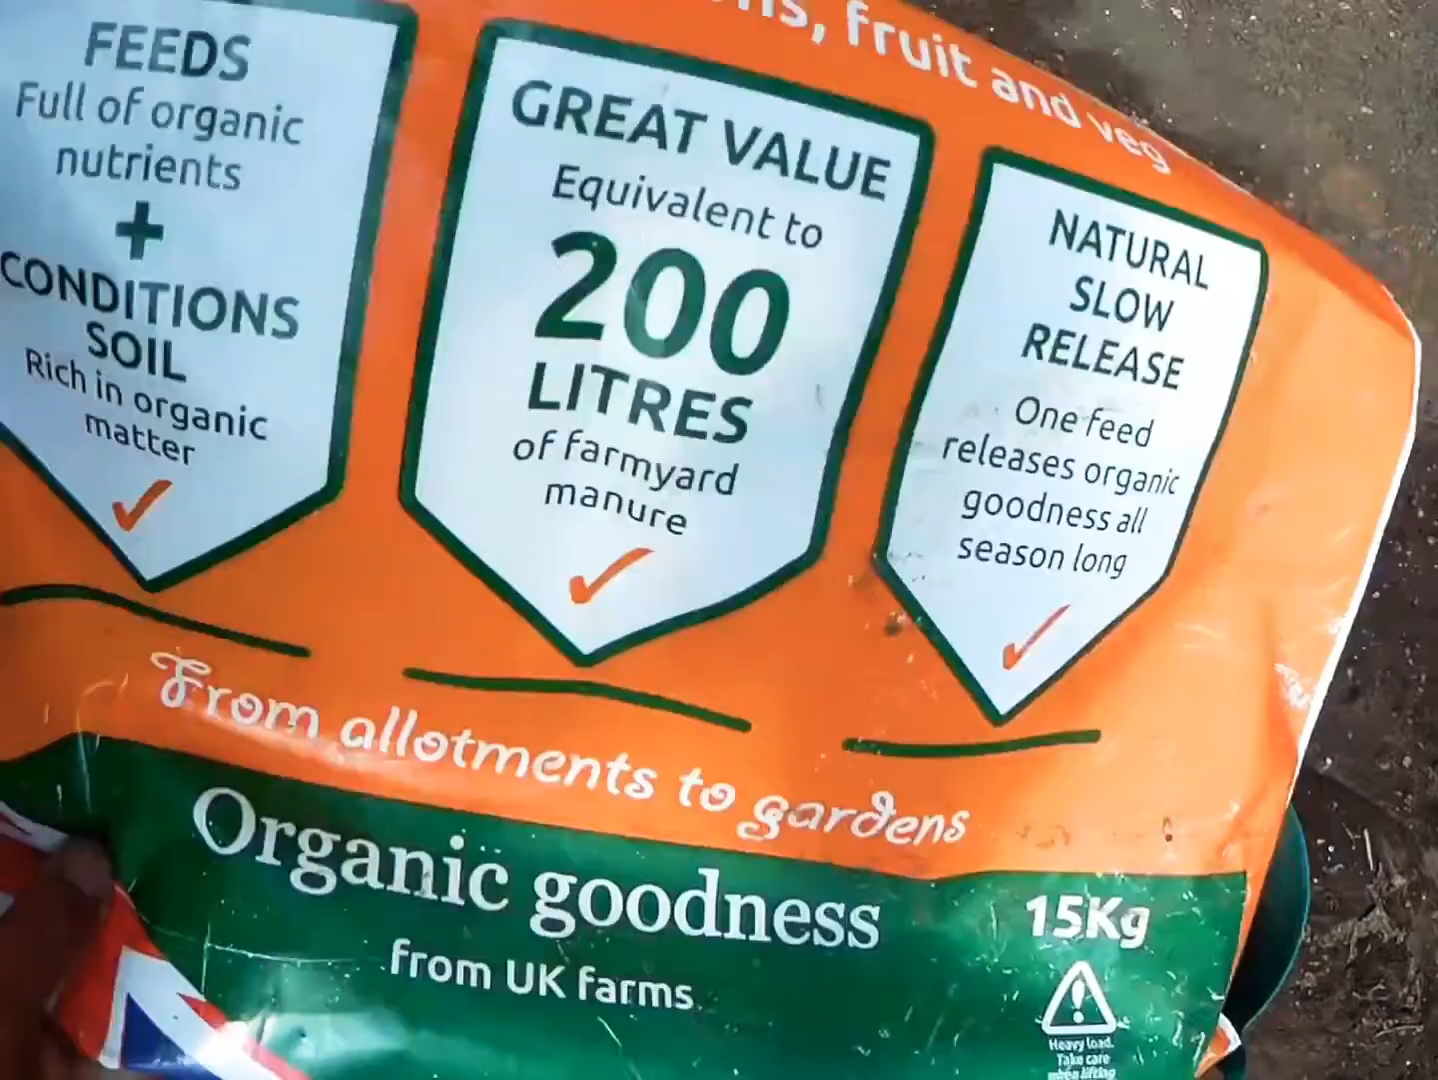 fruit and veg
FEEDS
Full of organic
nutrients
+
CONDITIONS
SOIL
Rich in organic
matter
GREAT VALUE
Equivalent to
200
LITRES
of farmyard
manure
NATURAL
SLOW
RELEASE
One feed
releases organic
goodness all
season long
From allotments to gardens
Organic goodness
from UK farms
15Kg
Heavy load.
Take care
when lifting